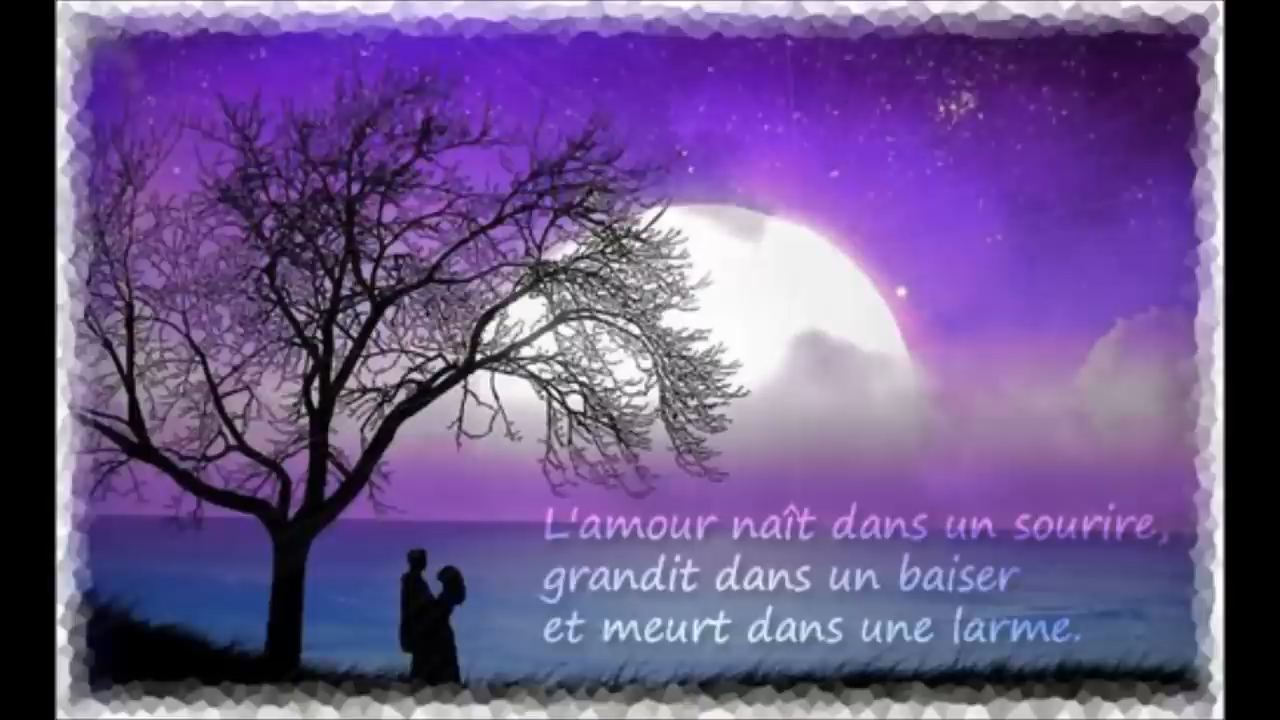 L'amour naît dans un sourire,
grandit dans un baiser
et meurt dans une larme.